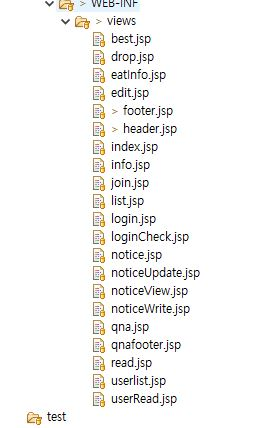 > WEB-INF
> views
best.jsp
drop.jsp
eatInfo.jsp
edit.jsp
> footer.jsp
> header.jsp
index.jsp
info.jsp
join.jsp
list.jsp
login.jsp
loginCheck.jsp
notice.jsp
noticeUpdate.jsp
noticeView.jsp
noticeWrite.jsp
qna.jsp
qnafooter.jsp
read.jsp
userlist.jsp
userRead.jsp
test